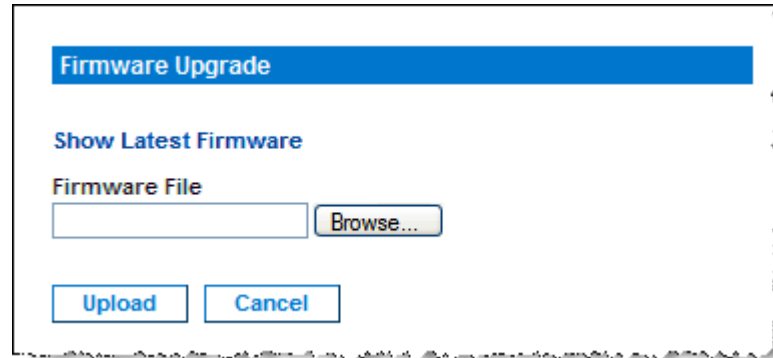 Firmware Upgrade
Show Latest Firmware
Firmware File
Browse...
Upload Cancel